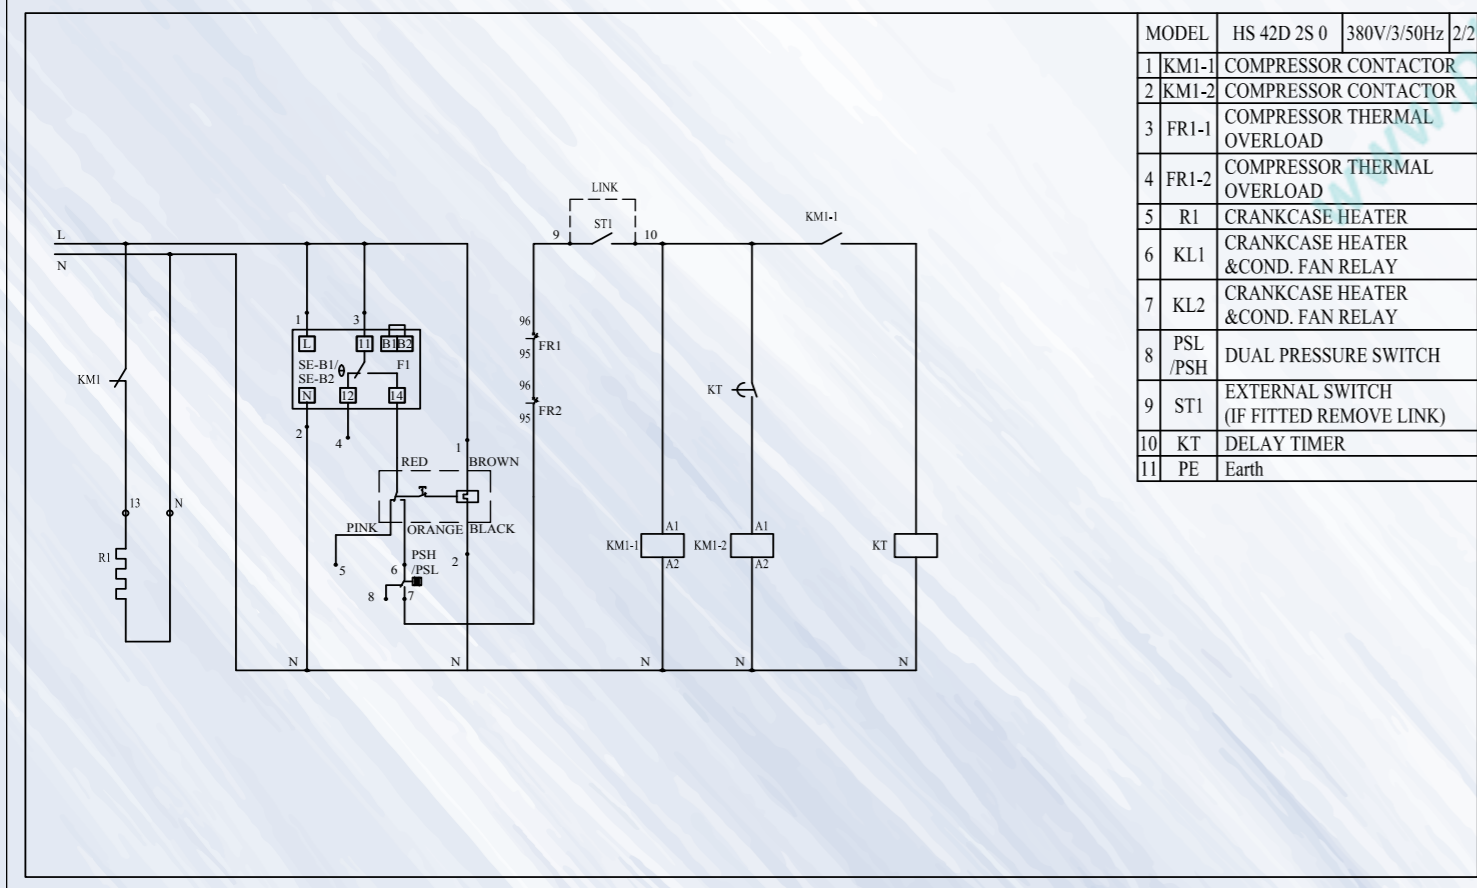 MODEL HS 42D 2S 0 380V/3/50Hz 2/2
1 KM1-1 COMPRESSOR CONTACTOR
2 KM1-2 COMPRESSOR CONTACTOR
3 FR1-1 COMPRESSOR THERMAL
OVERLOAD
4 FR1-2 COMPRESSOR THERMAL
OVERLOAD
5 R1 CRANKCASE HEATER
6 KL1 CRANKCASE HEATER
&COND. FAN RELAY
7 KL2 CRANKCASE HEATER
&COND. FAN RELAY
8 PSL
/PSH DUAL PRESSURE SWITCH
9 ST1 EXTERNAL SWITCH
(IF FITTED REMOVE LINK)
10 KT DELAY TIMER
11 PE Earth
www.
LINK
ST1
KM1-1
L
9 10
N
1 3
L 11 B1 B2
SE-B1/ θ F1
SE-B2
N 12 14
2
4
KM1
96
95 FR1
96
95 FR2
KT
1
RED BROWN
PINK ORANGE BLACK
13 N
R1
PSH
/PSL
5 6 2
8 7
A1 A1
KM1-1 KM1-2 KT
A2 A2
N N N N N